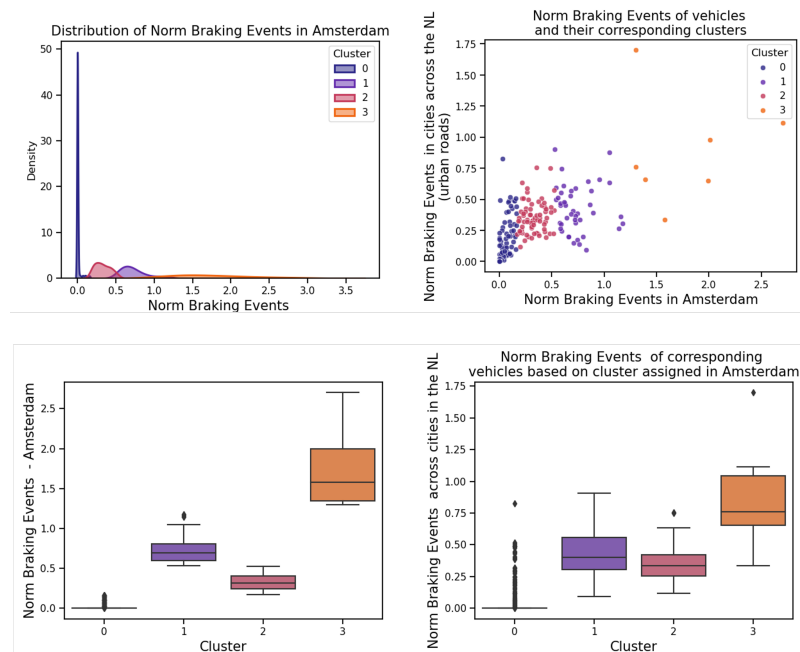 Distribution of Norm Braking Events in Amsterdam
50
40
30
20
10
0
Density
Cluster
0
1
2
3
0.0 0.5 1.0 1.5 2.0 2.5 3.0 3.5
Norm Braking Events
Norm Braking Events of vehicles
and their corresponding clusters
Norm Braking Events in cities across the NL
(urban roads)
1.75
1.50
1.25
1.00
0.75
0.50
0.25
0.00
Cluster
0
1
2
3
0.0 0.5 1.0 1.5 2.0 2.5
Norm Braking Events in Amsterdam
Norm Braking Events - Amsterdam
2.5
2.0
1.5
1.0
0.5
0.0
0 1 2 3
Cluster
Norm Braking Events of corresponding
vehicles based on cluster assigned in Amsterdam
Norm Braking Events across cities in the NL
1.75
1.50
1.25
1.00
0.75
0.50
0.25
0.00
0 1 2 3
Cluster